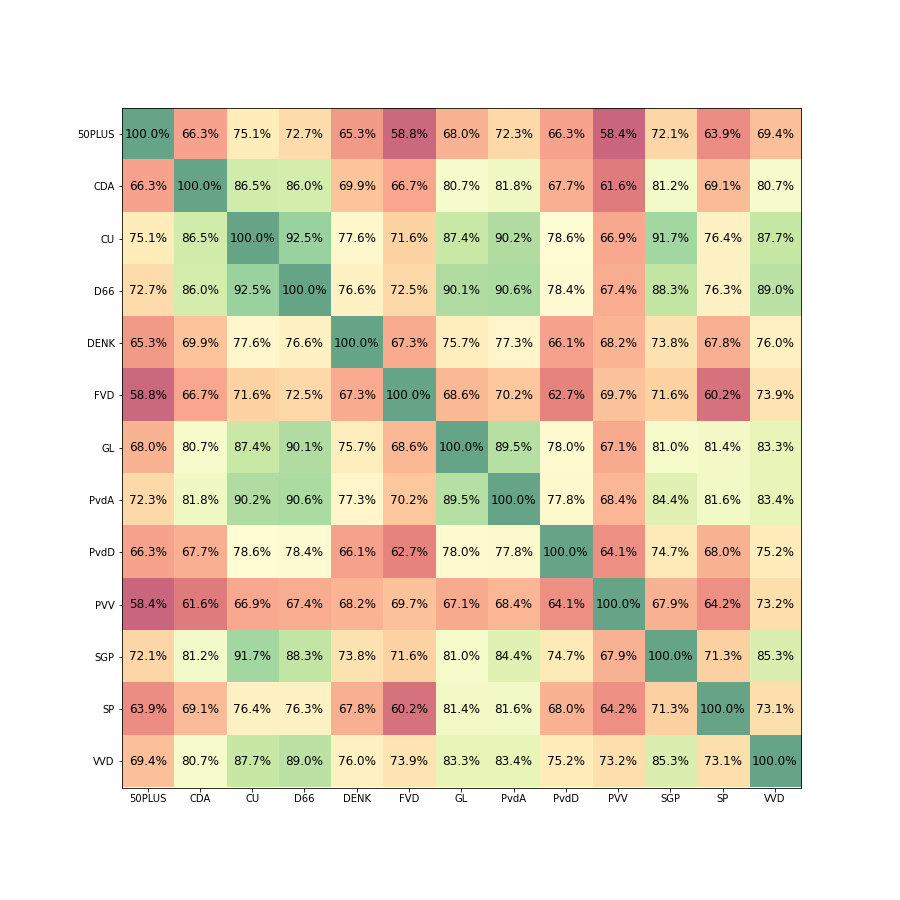 50PLUS 100.0% 66.3% 75.1% 72.7% 65.3% 58.8% 68.0% 72.3% 66.3% 58.4% 72.1% 63.9% 69.4%
CDA 66.3% 100.0% 86.5% 86.0% 69.9% 66.7% 80.7% 81.8% 67.7% 61.6% 81.2% 69.1% 80.7%
CU 75.1% 86.5% 100.0% 92.5% 77.6% 71.6% 87.4% 90.2% 78.6% 66.9% 91.7% 76.4% 87.7%
D66 72.7% 86.0% 92.5% 100.0% 76.6% 72.5% 90.1% 90.6% 78.4% 67.4% 88.3% 76.3% 89.0%
DENK 65.3% 69.9% 77.6% 76.6% 100.0% 67.3% 75.7% 77.3% 66.1% 68.2% 73.8% 67.8% 76.0%
FVD 58.8% 66.7% 71.6% 72.5% 67.3% 100.0% 68.6% 70.2% 62.7% 69.7% 71.6% 60.2% 73.9%
GL 68.0% 80.7% 87.4% 90.1% 75.7% 68.6% 100.0% 89.5% 78.0% 67.1% 81.0% 81.4% 83.3%
PvdA 72.3% 81.8% 90.2% 90.6% 77.3% 70.2% 89.5% 100.0% 77.8% 68.4% 84.4% 81.6% 83.4%
PvdD 66.3% 67.7% 78.6% 78.4% 66.1% 62.7% 78.0% 77.8% 100.0% 64.1% 74.7% 68.0% 75.2%
PVV 58.4% 61.6% 66.9% 67.4% 68.2% 69.7% 67.1% 68.4% 64.1% 100.0% 67.9% 64.2% 73.2%
SGP 72.1% 81.2% 91.7% 88.3% 73.8% 71.6% 81.0% 84.4% 74.7% 67.9% 100.0% 71.3% 85.3%
SP 63.9% 69.1% 76.4% 76.3% 67.8% 60.2% 81.4% 81.6% 68.0% 64.2% 71.3% 100.0% 73.1%
VVD 69.4% 80.7% 87.7% 89.0% 76.0% 73.9% 83.3% 83.4% 75.2% 73.2% 85.3% 73.1% 100.0%
50PLUS CDA CU D66 DENK FVD GL PvdA PvdD PVV SGP SP VVD